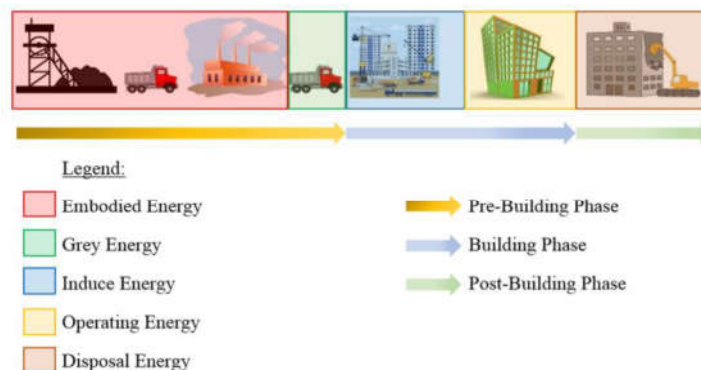 Legend:
Embodied Energy
Grey Energy
Induce Energy
Operating Energy
Disposal Energy
Pre-Building Phase
Building Phase
Post-Building Phase